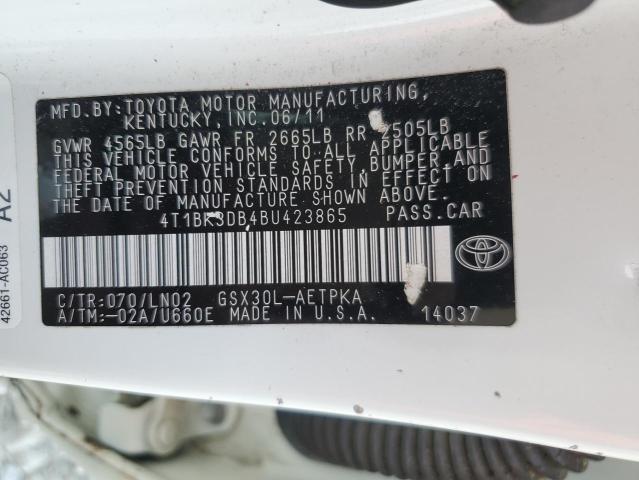 MFD.BY:TOYOTA MOTOR MANUFACTURING,
KENTUCKY, INC.06/11
GVWR 4565LB GAWR FR 2665LB RR 2505LB
THIS VEHICLE CONFORMS TO ALL APPLICABLE
FEDERAL MOTOR VEHICLE SAFETY, BUMPER, AND
THEFT PREVENTION STANDARDS IN EFFECT ON
THE DATE OF MANUFACTURE SHOWN ABOVE.
4T1BK3DB4BU423865 PASS.CAR
C/TR:070/LN02 GSX30L-AETPKA
A/TM:-02A/U660E MADE IN U.S.A. 14037
42661-AC063
A2